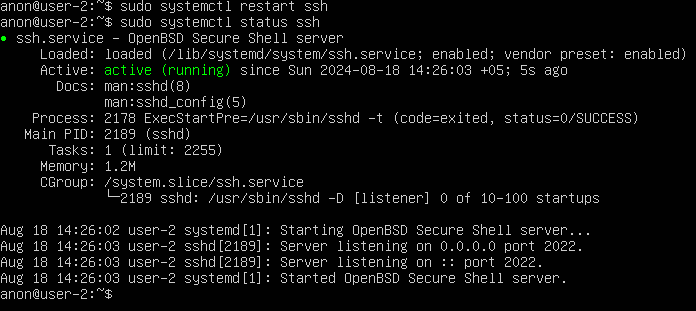 anon@user-2:~$ sudo systemctl restart ssh
anon@user-2:~$ sudo systemctl status ssh
● ssh.service - OpenBSD Secure Shell server
     Loaded: loaded (/lib/systemd/system/ssh.service; enabled; vendor preset: enabled)
     Active: active (running) since Sun 2024-08-18 14:26:03 +05; 5s ago
       Docs: man:sshd(8)
             man:sshd_config(5)
    Process: 2178 ExecStartPre=/usr/sbin/sshd -t (code=exited, status=0/SUCCESS)
   Main PID: 2189 (sshd)
      Tasks: 1 (limit: 2255)
     Memory: 1.2M
     CGroup: /system.slice/ssh.service
             └─2189 sshd: /usr/sbin/sshd -D [listener] 0 of 10-100 startups

Aug 18 14:26:02 user-2 systemd[1]: Starting OpenBSD Secure Shell server...
Aug 18 14:26:03 user-2 sshd[2189]: Server listening on 0.0.0.0 port 2022.
Aug 18 14:26:03 user-2 sshd[2189]: Server listening on :: port 2022.
Aug 18 14:26:03 user-2 systemd[1]: Started OpenBSD Secure Shell server.
anon@user-2:~$